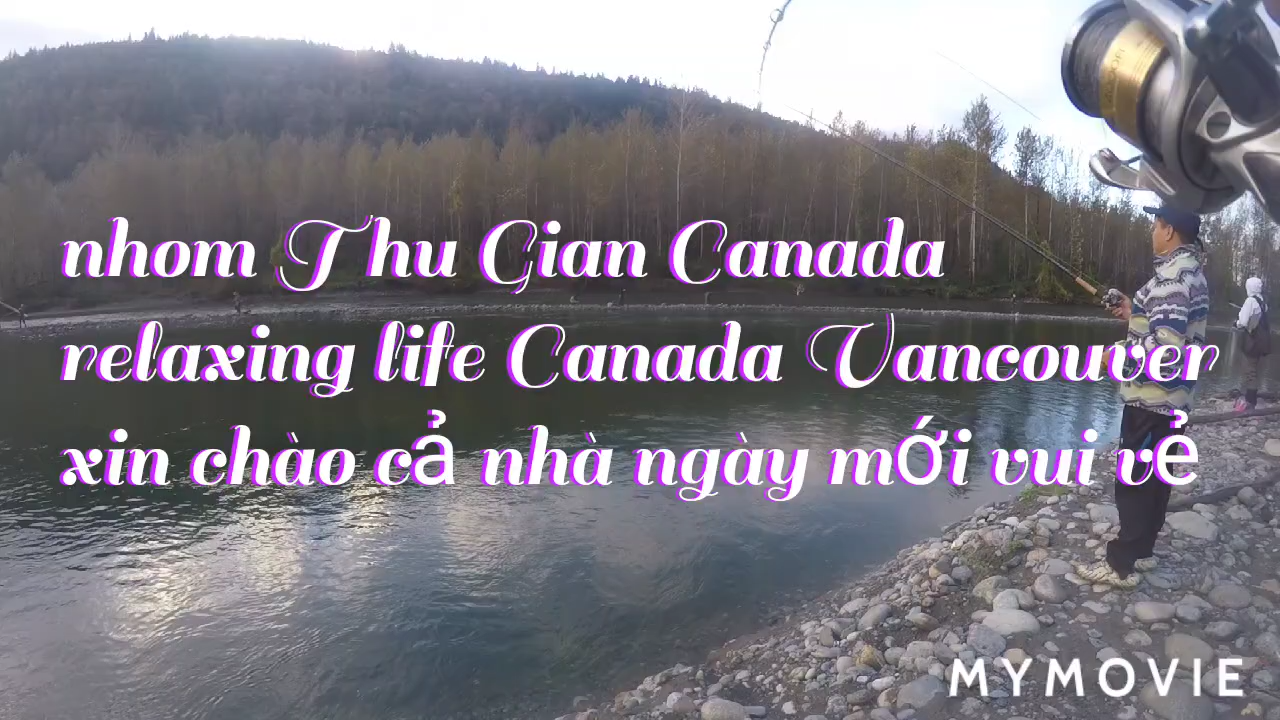 nhom Thu Gian Canada
relaxing life Canada Vancouver
xin chào cả nhà ngày mới vui vẻ
MYMOVIE